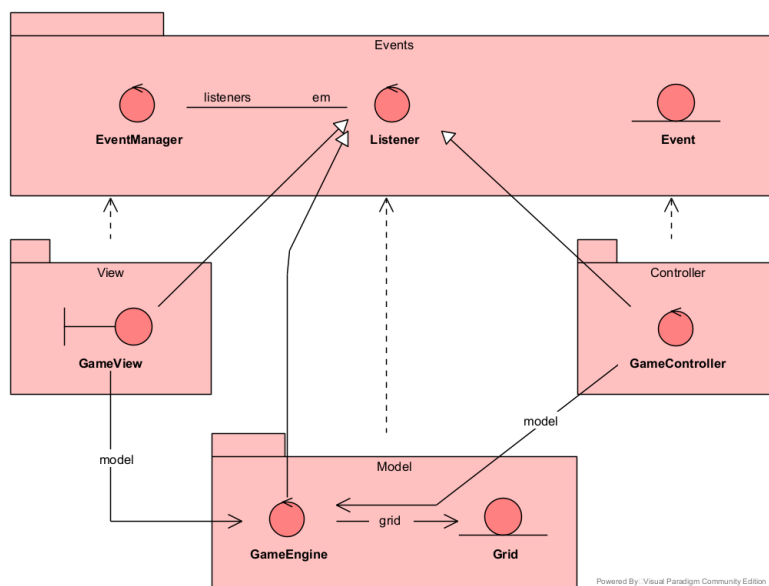 Events
listeners em
EventManager Listener Event
View Controller
GameView GameController
model
model
Model
grid
GameEngine Grid
Powered By□Visual Paradigm Community Edition